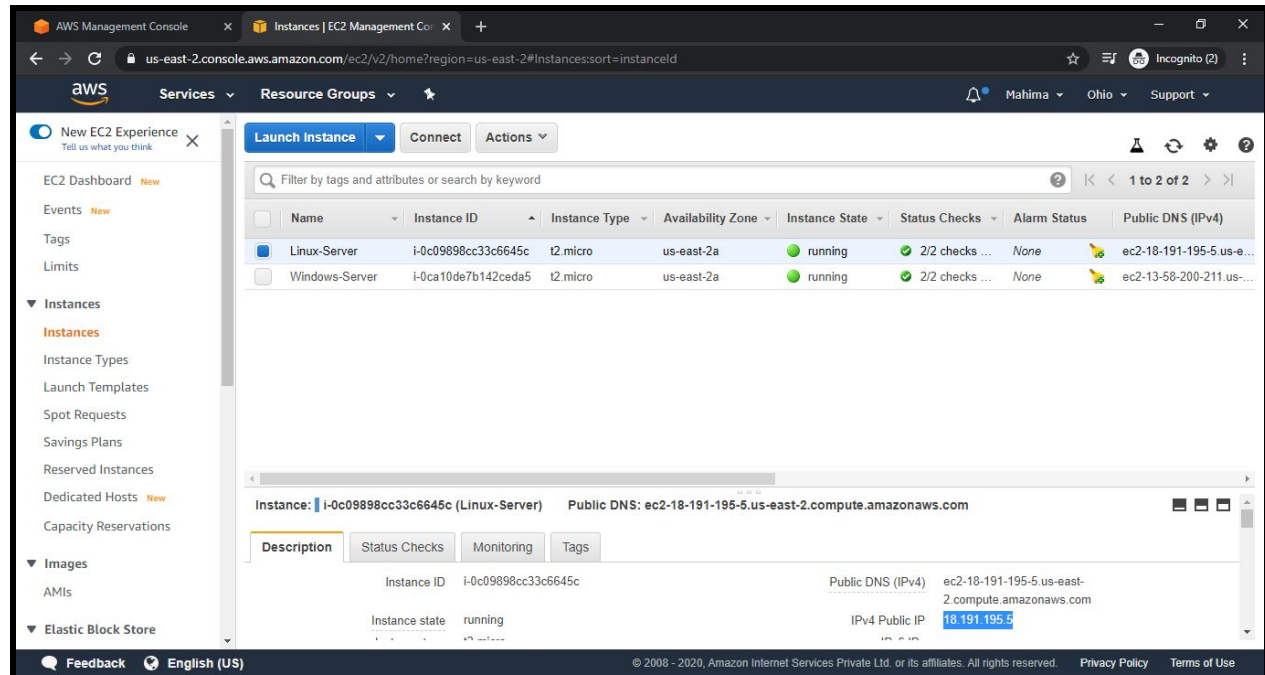 AWS Management Console
Instances | EC2 Management Con
us-east-2.console.aws.amazon.com/ec2/v2/home?region=us-east-2#Instances:sort=instanceId
Incognito (2)
aws Services Resource Groups Mahima Ohio Support
New EC2 Experience
Tell us what you think
EC2 Dashboard New
Events New
Tags
Limits
Instances
Instances
Instance Types
Launch Templates
Spot Requests
Savings Plans
Reserved Instances
Dedicated Hosts New
Capacity Reservations
Images
AMIs
Elastic Block Store
Launch Instance Connect Actions
Filter by tags and attributes or search by keyword
1 to 2 of 2
Name Instance ID Instance Type Availability Zone Instance State Status Checks Alarm Status Public DNS (IPv4)
Linux-Server i-0c09898cc33c6645c t2.micro us-east-2a running 2/2 checks ... None ec2-18-191-195-5.us-e...
Windows-Server i-0ca10de7b142ceda5 t2.micro us-east-2a running 2/2 checks ... None ec2-13-58-200-211.us-...
Instance: i-0c09898cc33c6645c (Linux-Server) Public DNS: ec2-18-191-195-5.us-east-2.compute.amazonaws.com
Description Status Checks Monitoring Tags
Instance ID i-0c09898cc33c6645c
Public DNS (IPv4) ec2-18-191-195-5.us-east-
2.compute.amazonaws.com
Instance state running
IPv4 Public IP 18.191.195.5
Feedback English (US) © 2008 - 2020, Amazon Internet Services Private Ltd. or its affiliates. All rights reserved. Privacy Policy Terms of Use